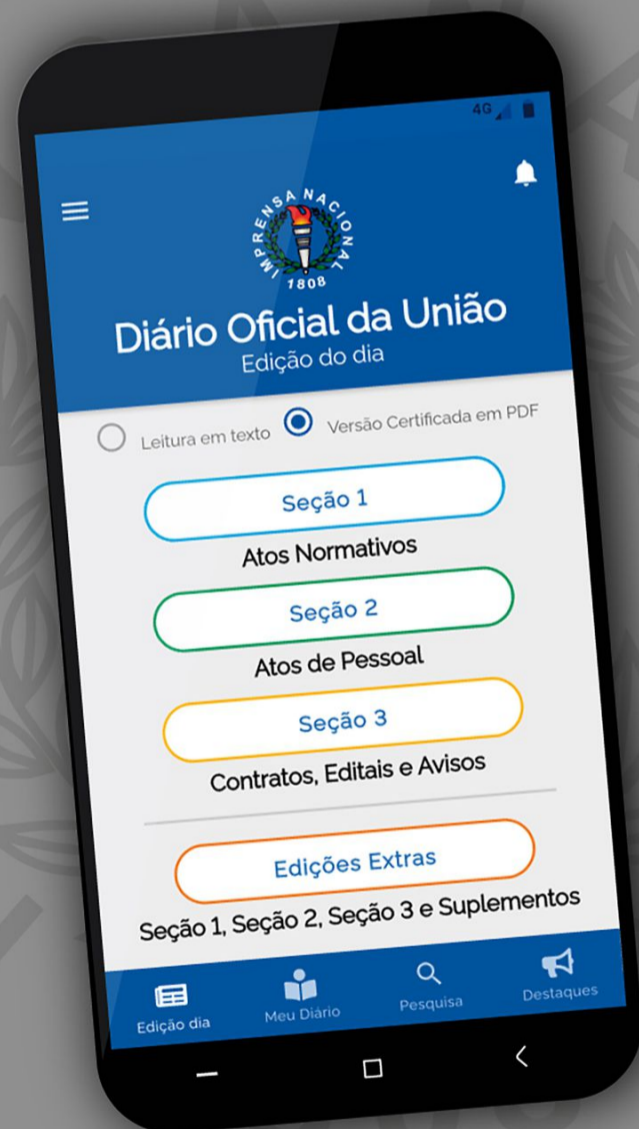 4G
IMPRENSA NACIONAL
1808
Diário Oficial da União
Edição do dia
Leitura em texto Versão Certificada em PDF
Seção 1
Atos Normativos
Seção 2
Atos de Pessoal
Seção 3
Contratos, Editais e Avisos
Edições Extras
Seção 1, Seção 2, Seção 3 e Suplementos
Edição dia Meu Diário Pesquisa Destaques